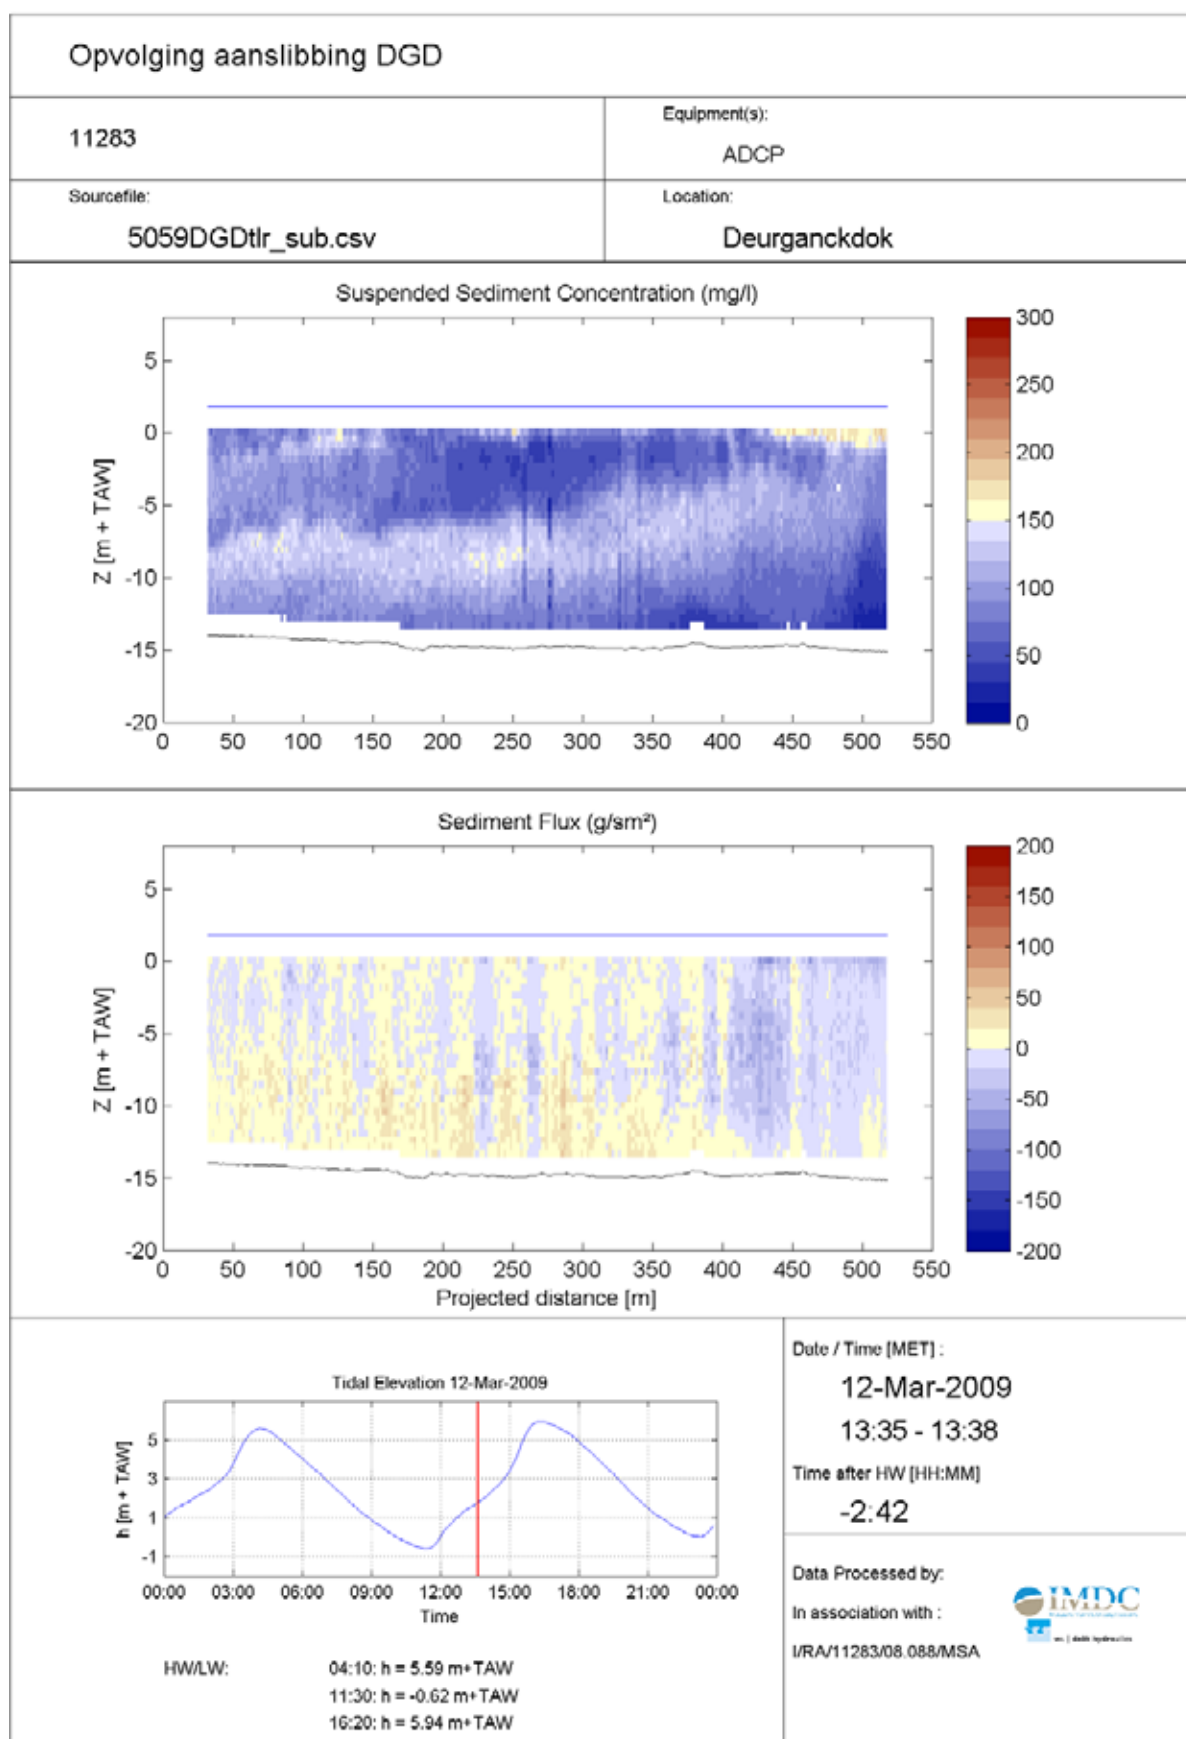 Opvolging aanslibbing DGD
11283
Equipment(s):
ADCP
Sourcefile:
5059DGDtlr_sub.csv
Location:
Deurganckdok
Suspended Sediment Concentration (mg/l)
5
0
-5
-10
-15
-20
Z [m + TAW]
0 50 100 150 200 250 300 350 400 450 500 550
300
250
200
150
100
50
0
Sediment Flux (g/sm²)
5
0
-5
-10
-15
-20
Z [m + TAW]
0 50 100 150 200 250 300 350 400 450 500 550
Projected distance [m]
200
150
100
50
0
-50
-100
-150
-200
Tidal Elevation 12-Mar-2009
5
3
1
-1
h [m + TAW]
00:00 03:00 06:00 09:00 12:00 15:00 18:00 21:00 00:00
Time
HW/LW:
04:10: h = 5.59 m+TAW
11:30: h = -0.62 m+TAW
16:20: h = 5.94 m+TAW
Date / Time [MET] :
12-Mar-2009
13:35 - 13:38
Time after HW [HH:MM]
-2:42
Data Processed by:
In association with :
I/RA/11283/08.088/MSA
IMDC
wl | delft hydraulics